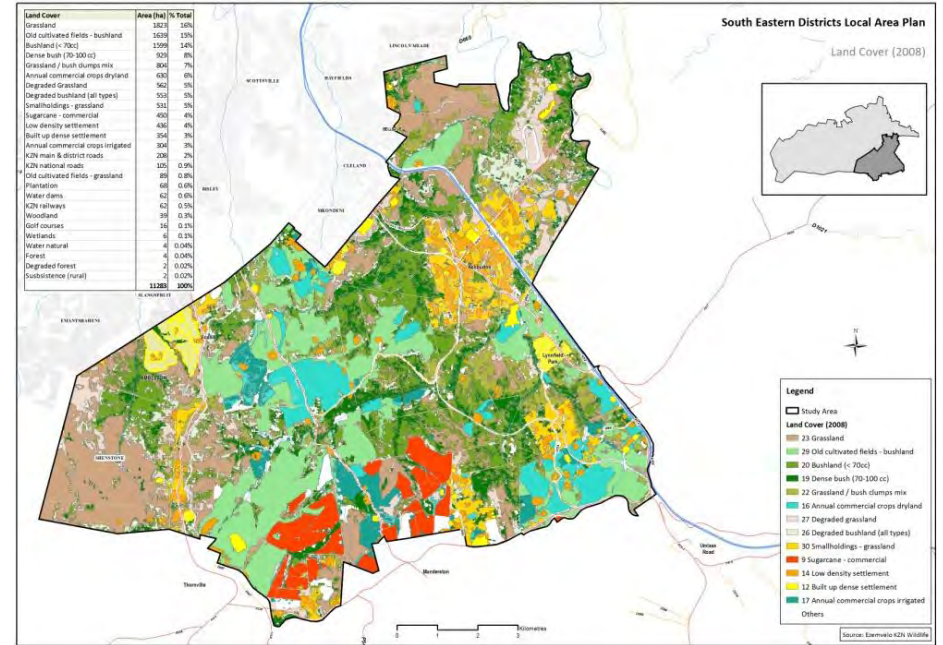 South Eastern Districts Local Area Plan
Land Cover (2008)
Land Cover Area (ha) % Total
Grassland 1823 16%
Old cultivated fields - bushland 1639 15%
Bushland (< 70cc) 1599 14%
Dense bush (70-100 cc) 929 8%
Grassland / bush clumps mix 804 7%
Annual commercial crops dryland 630 6%
Degraded Grassland 562 5%
Degraded bushland (all types) 553 5%
Smallholdings - grassland 531 5%
Sugarcane - commercial 450 4%
Low density settlement 436 4%
Built up dense settlement 354 3%
Annual commercial crops irrigated 304 3%
KZN main & district roads 208 2%
KZN national roads 105 0.9%
Old cultivated fields - grassland 89 0.8%
Plantation 68 0.6%
Water dams 62 0.6%
KZN railways 62 0.5%
Woodland 39 0.3%
Golf courses 16 0.1%
Wetlands 6 0.1%
Water natural 4 0.04%
Forest 4 0.04%
Degraded forest 2 0.02%
Susbsistence (rural) 2 0.02%
11283 100%
LINCOLNMEADE
SCOTTSVILLE
HAYFIELDS
CLELAND
MKONDENI
SLANGSPRUIT
Lynnfield
Park
Umlaas
Road
Manderston
Thornville
D1021
N
Legend
Study Area
Land Cover (2008)
23 Grassland
29 Old cultivated fields - bushland
20 Bushland (< 70cc)
19 Dense bush (70-100 cc)
22 Grassland / bush clumps mix
16 Annual commercial crops dryland
27 Degraded grassland
26 Degraded bushland (all types)
30 Smallholdings - grassland
9 Sugarcane - commercial
14 Low density settlement
12 Built up dense settlement
17 Annual commercial crops irrigated
Others
0 1 2 3
Kilometres
Source: Ezemvelo KZN Wildlife